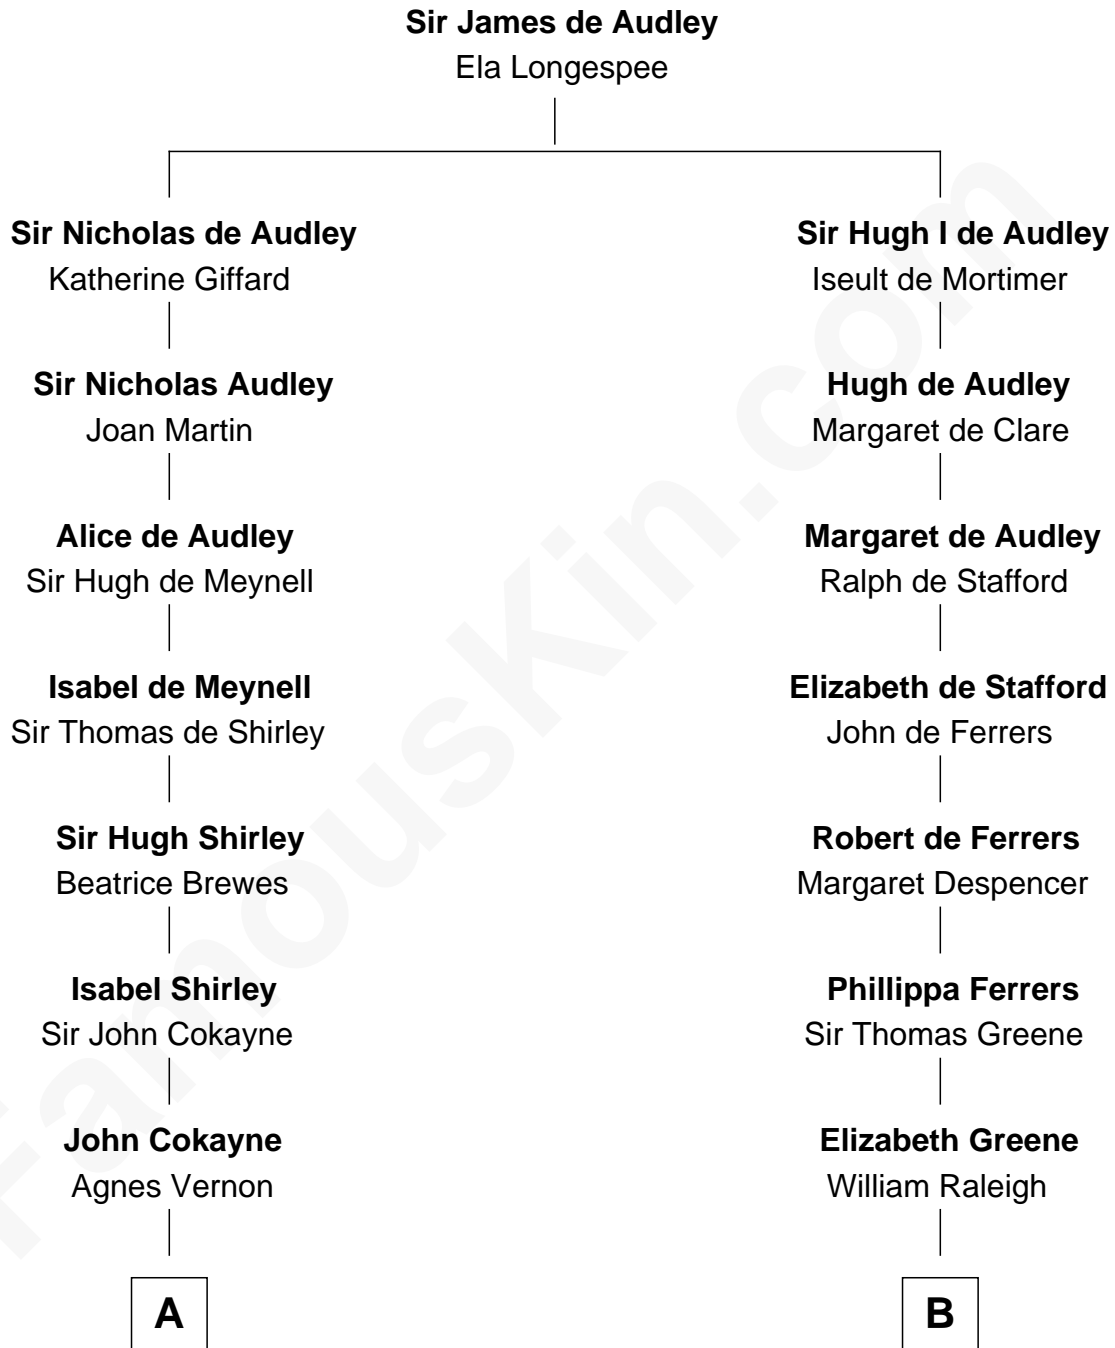 Sir James de Audley
Ela Longespee
Sir Nicholas de Audley
Katherine Giffard
Sir Hugh I de Audley
Iseult de Mortimer
Sir Nicholas Audley
Joan Martin
Hugh de Audley
Margaret de Clare
Alice de Audley
Sir Hugh de Meynell
Margaret de Audley
Ralph de Stafford
Isabel de Meynell
Sir Thomas de Shirley
Elizabeth de Stafford
John de Ferrers
Sir Hugh Shirley
Beatrice Brewes
Robert de Ferrers
Margaret Despencer
Isabel Shirley
Sir John Cokayne
Phillippa Ferrers
Sir Thomas Greene
John Cokayne
Agnes Vernon
Elizabeth Greene
William Raleigh
A
B
FamousKin.com